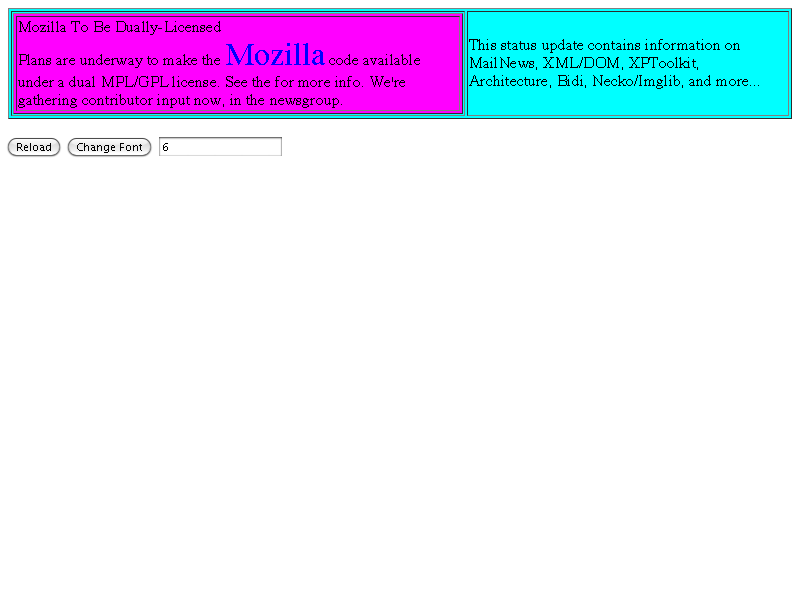 Mozilla To Be Dually-Licensed
Plans are underway to make the Mozilla code available
under a dual MPL/GPL license. See the for more info. We're
gathering contributor input now, in the newsgroup.
This status update contains information on
MailNews, XML/DOM, XPToolkit,
Architecture, Bidi, Necko/Imglib, and more...
Reload Change Font 6